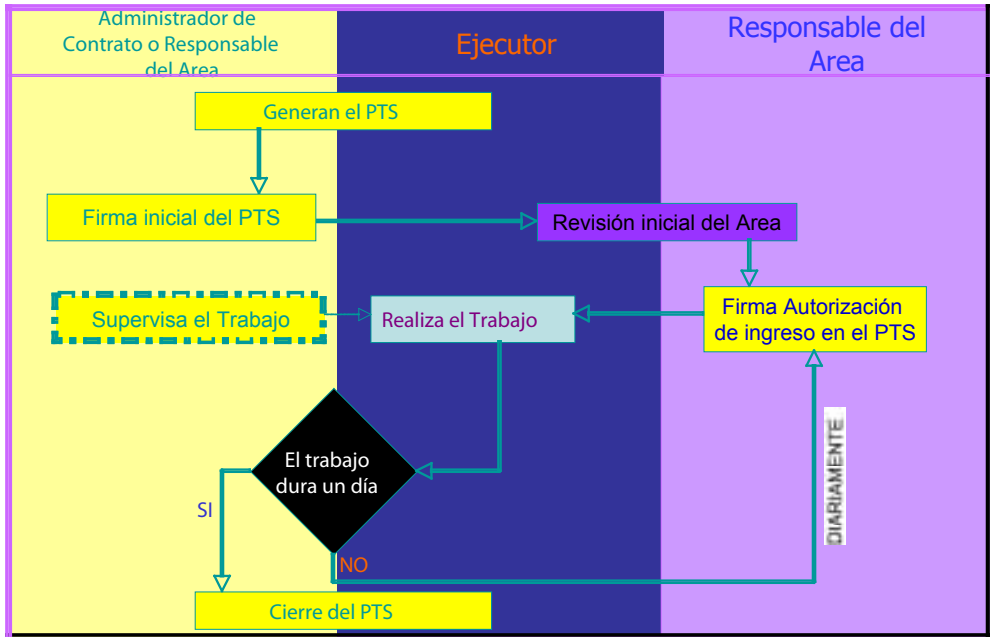 Administrador de
Contrato o Responsable
del Area
Ejecutor
Responsable del
Area
Generan el PTS
Firma inicial del PTS
Revisión inicial del Area
Supervisa el Trabajo
Realiza el Trabajo
Firma Autorización
de ingreso en el PTS
El trabajo
dura un día
DIARIAMENTE
SI
NO
Cierre del PTS